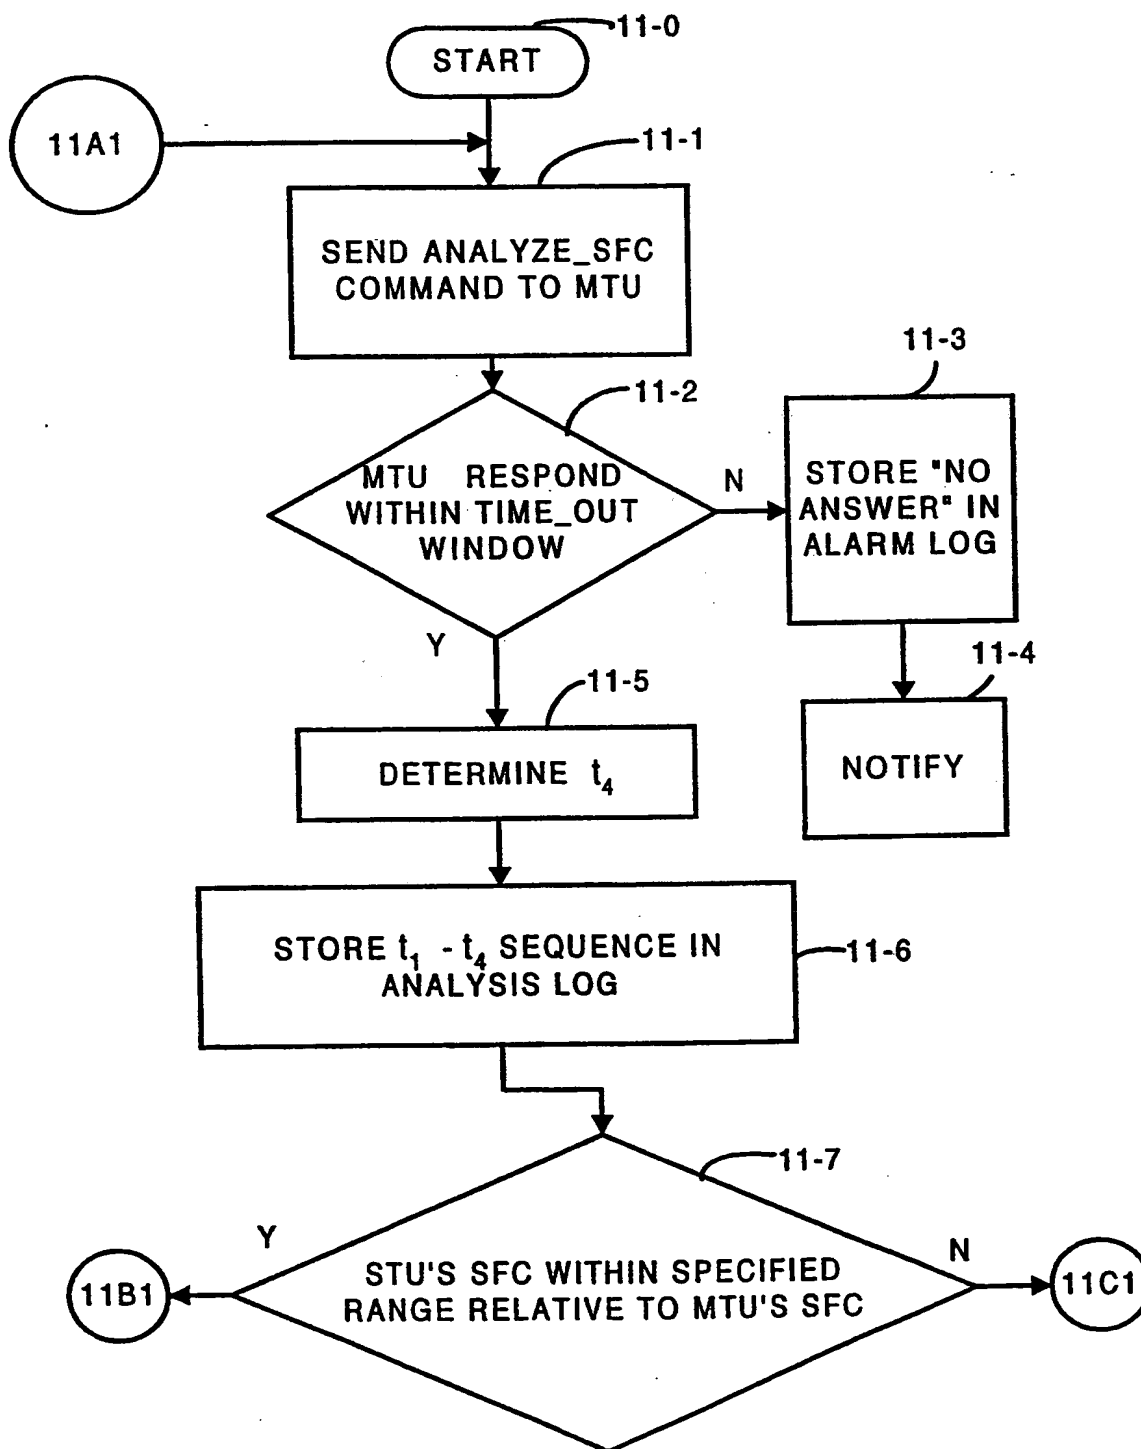 11-0
START
11A1
11-1
SEND ANALYZE_SFC
COMMAND TO MTU
11-2
MTU RESPOND
WITHIN TIME_OUT
WINDOW
N
Y
11-3
STORE "NO
ANSWER" IN
ALARM LOG
11-4
NOTIFY
11-5
DETERMINE t₄
11-6
STORE t₁ - t₄ SEQUENCE IN
ANALYSIS LOG
11-7
Y
N
STU'S SFC WITHIN SPECIFIED
RANGE RELATIVE TO MTU'S SFC
11B1
11C1